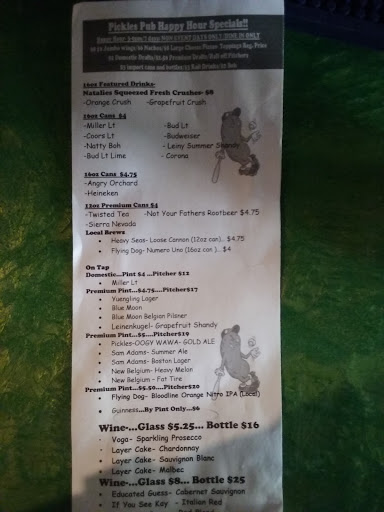 Pickles Pub Happy Hour Specials!!
16oz Featured Drinks-
Natalies Squeezed Fresh Crushes- $8
-Orange Crush -Grapefruit Crush
16oz Cans $4
-Miller Lt -Bud Lt
-Coors Lt -Budweiser
-Natty Boh - Leiny Summer Shandy
-Bud Lt Lime - Corona
16oz Cans $4.75
-Angry Orchard
-Heineken
12oz Premium Cans $4
-Twisted Tea -Not Your Fathers Rootbeer $4.75
-Sierra Nevada
Local Brews
• Heavy Seas- Loose Cannon (12oz can)... $4.75
• Flying Dog- Numero Uno (16oz can )... $4
On Tap
Domestic...Pint $4 ...Pitcher $12
• Miller Lt
Premium Pint...$4.75....Pitcher$17
• Yuengling Lager
• Blue Moon
• Blue Moon Belgian Pilsner
• Leinenkugel- Grapefruit Shandy
Premium Pint...$5....Pitcher$19
• Pickles-OOGY WAWA- GOLD ALE
• Sam Adams- Summer Ale
• Sam Adams- Boston Lager
• New Belgium- Heavy Melon
• New Belgium - Fat Tire
Premium Pint...$5.50....Pitcher$20
• Flying Dog- Bloodline Orange Nitro IPA (Local)
• Guinness...By Pint Only...$6
Wine-...Glass $5.25... Bottle $16
- Voga- Sparkling Prosecco
- Layer Cake- Chardonnay
- Layer Cake- Sauvignon Blanc
- Layer Cake- Malbec
Wine-...Glass $8... Bottle $25
• Educated Guess- Cabernet Sauvignon
• If You See Kay - Italian Red